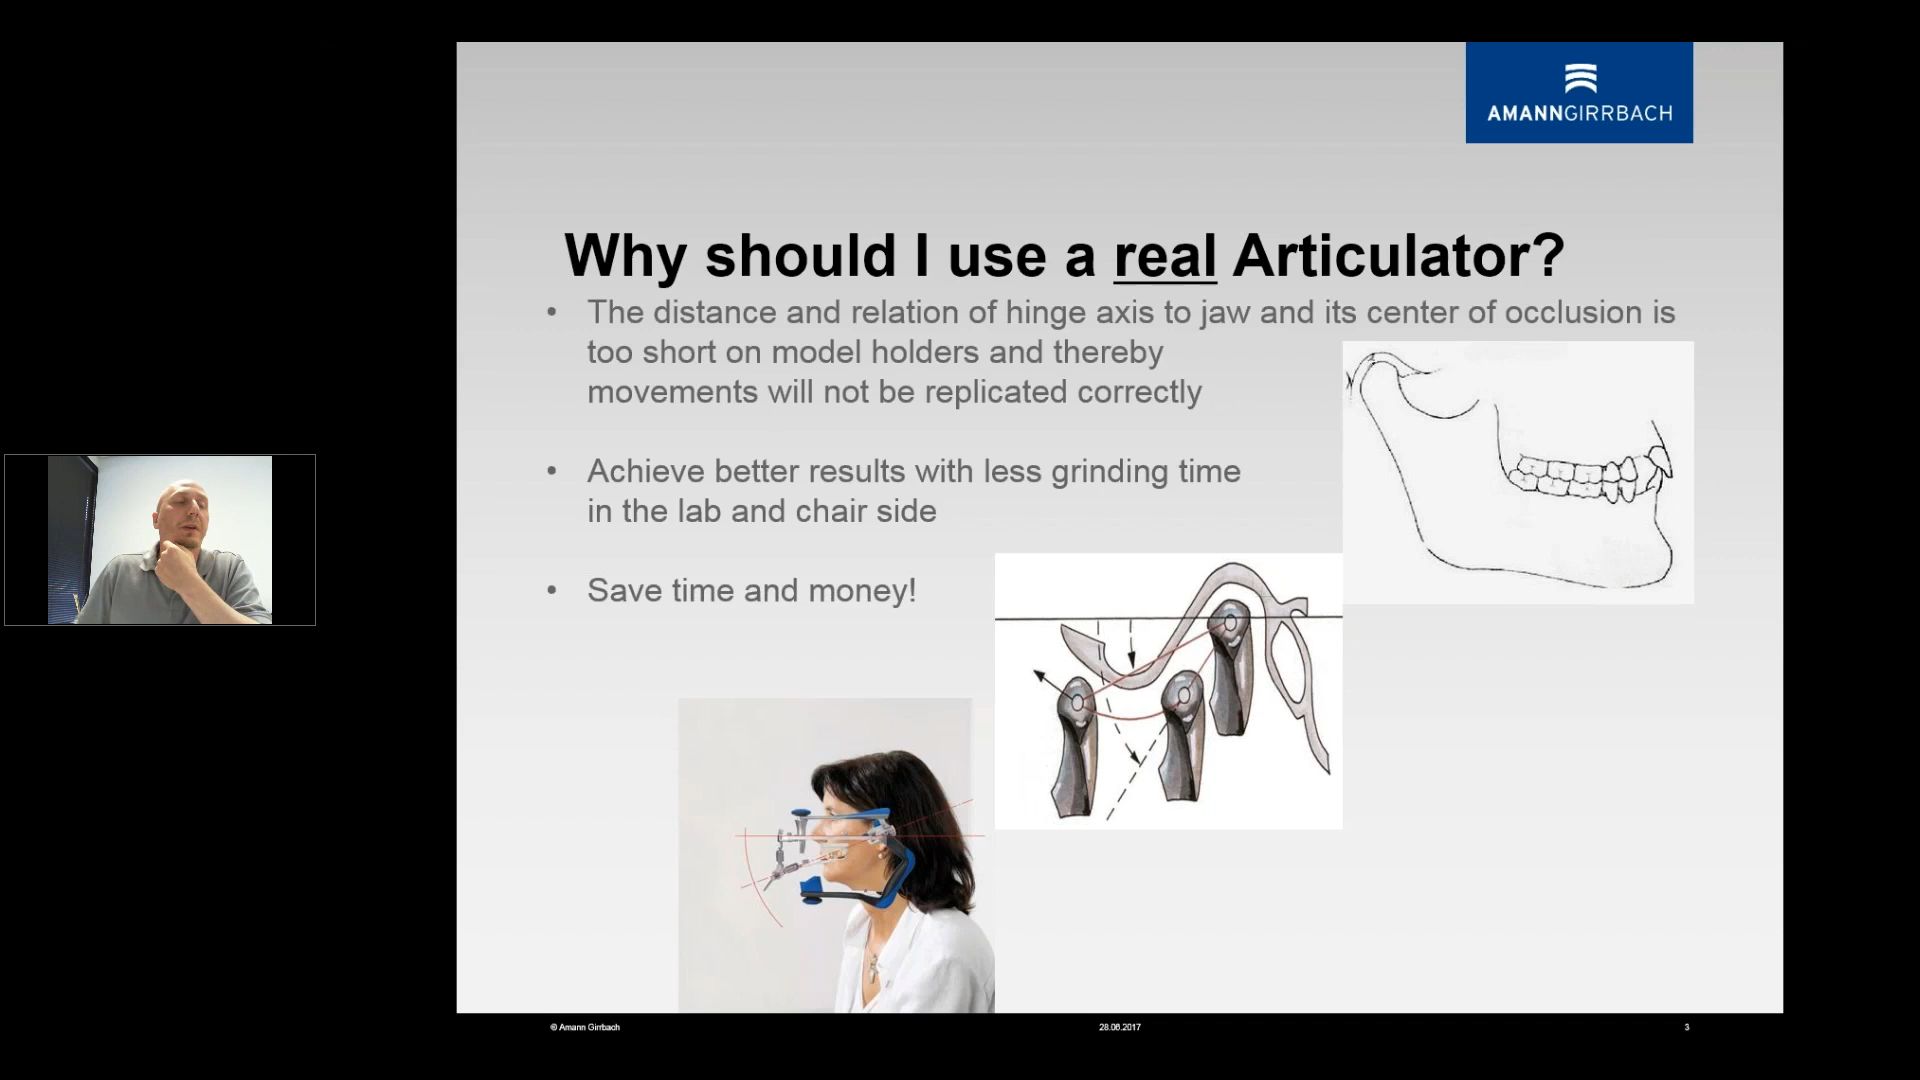 AMANNGIRRBACH
Why should I use a real Articulator?
• The distance and relation of hinge axis to jaw and its center of occlusion is
too short on model holders and thereby
movements will not be replicated correctly
• Achieve better results with less grinding time
in the lab and chair side
• Save time and money!
© Amann Girrbach
28.06.2017
3